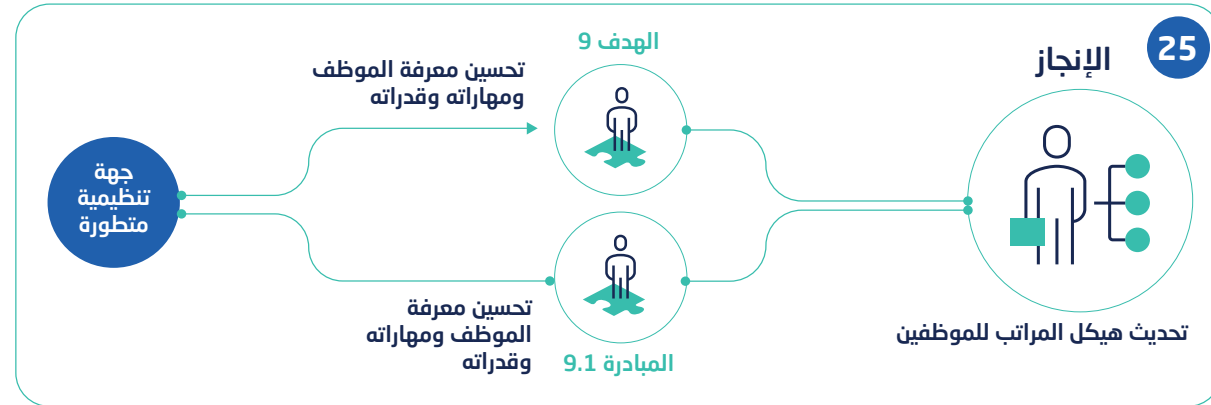 25
الإنجاز
تحديث هيكل المراتب للموظفين
الهدف 9
تحسين معرفة الموظف
ومهاراته وقدراته
المبادرة 9.1
تحسين معرفة
الموظف ومهاراته
وقدراته
جهة
تنظيمية
متطورة